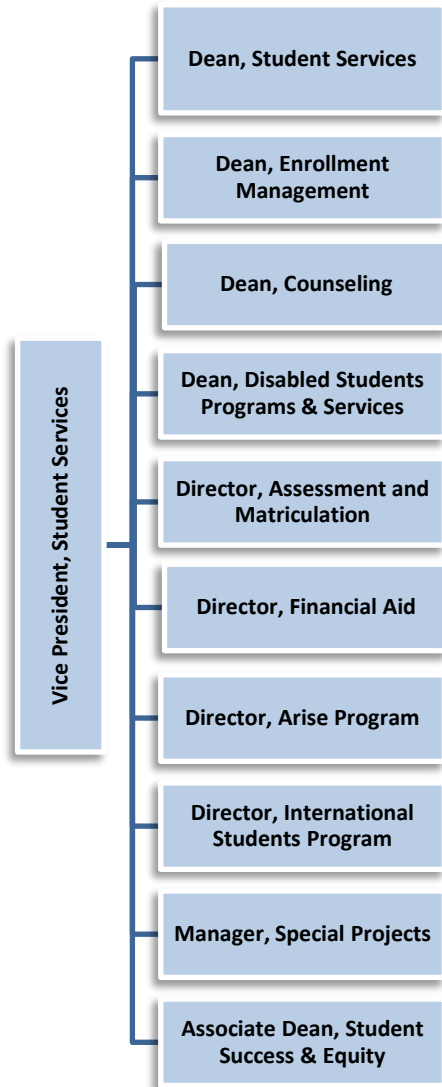 Vice President, Student Services
Dean, Student Services
Dean, Enrollment
Management
Dean, Counseling
Dean, Disabled Students
Programs & Services
Director, Assessment and
Matriculation
Director, Financial Aid
Director, Arise Program
Director, International
Students Program
Manager, Special Projects
Associate Dean, Student
Success & Equity